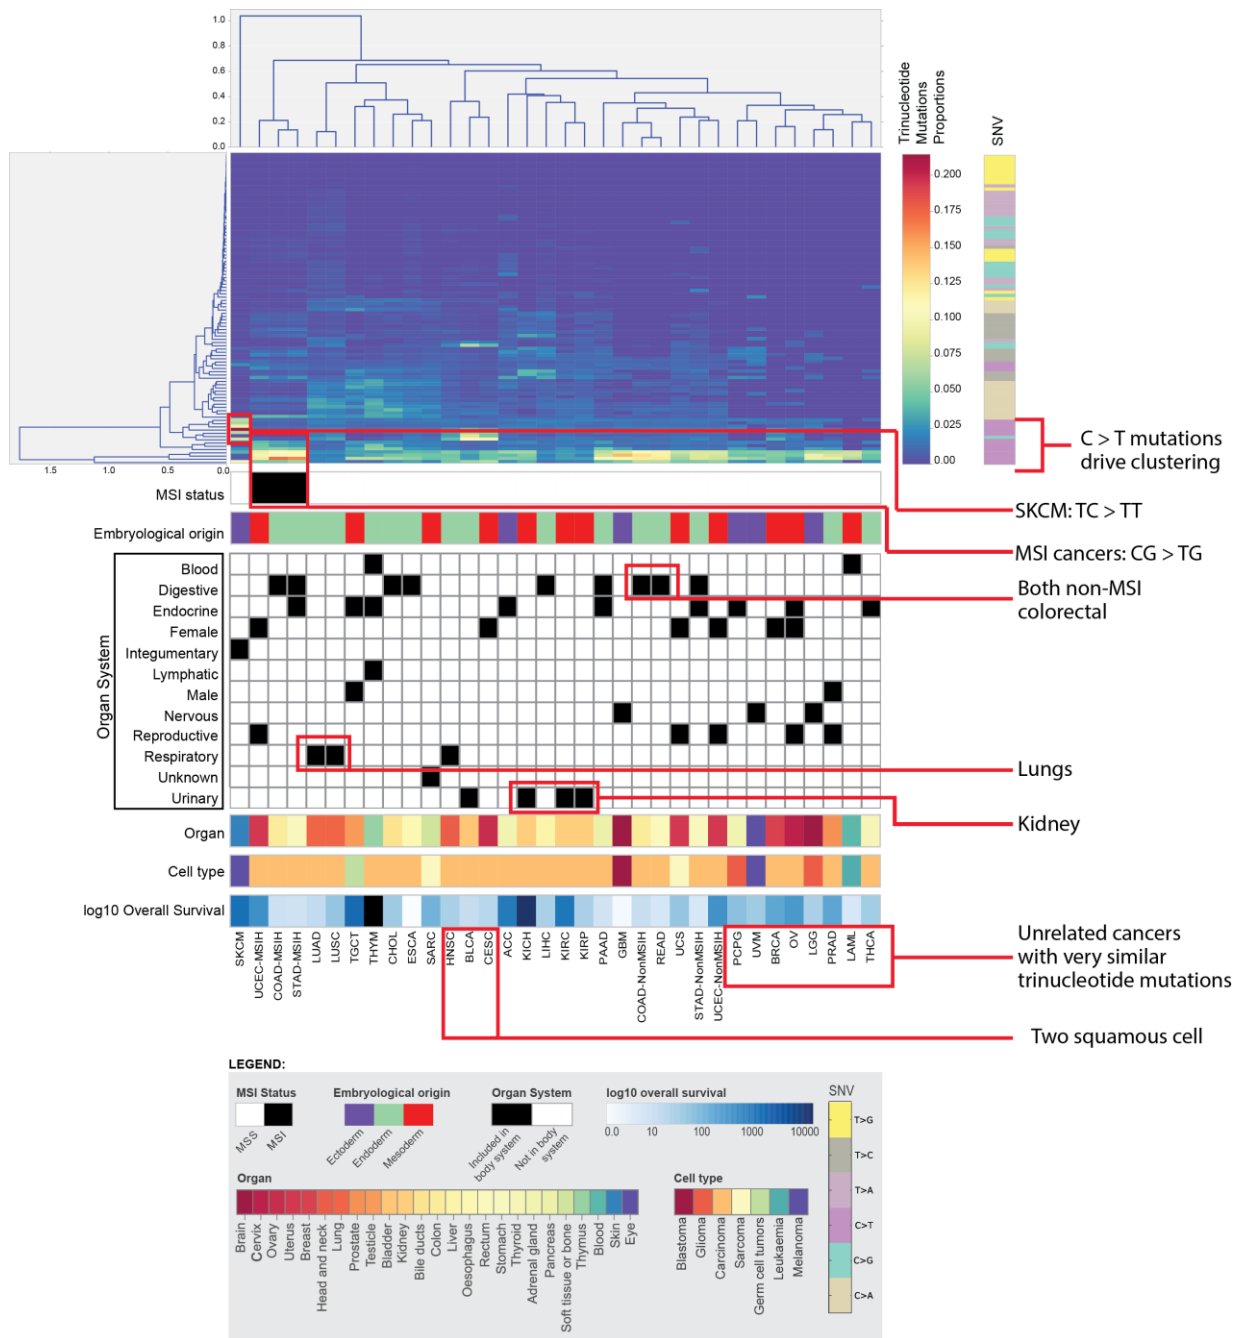 1.0
0.8
0.6
0.4
0.2
0.0
Trinucleotide
Mutations
Proportions
SNV
0.200
0.175
0.150
0.125
0.100
0.075
0.050
0.025
0.00
1.5
1.0
0.5
0.0
C > T mutations
drive clustering
MSI status
SKCM: TC > TT
Embryological origin
MSI cancers: CG > TG
Both non-MSI
colorectal
Organ System
Blood
Digestive
Endocrine
Female
Integumentary
Lymphatic
Male
Nervous
Reproductive
Respiratory
Unknown
Urinary
Lungs
Kidney
Organ
Cell type
log10 Overall Survival
SKCM
UCEC-MSIH
COAD-MSIH
STAD-MSIH
LUAD
LUSC
TGCT
THYM
CHOL
ESCA
SARC
HNSC
BLCA
CESC
ACC
KICH
LIHC
KIRC
KIRP
PAAD
GBM
COAD-NonMSIH
READ
UCS
STAD-NonMSIH
UCEC-NonMSIH
PCPG
UVM
BRCA
OV
LGG
PRAD
LAML
THCA
Unrelated cancers
with very similar
trinucleotide mutations
Two squamous cell
LEGEND:
MSI Status
MSS
MSI
Embryological origin
Ectoderm
Endoderm
Mesoderm
Organ System
Included in
body system
Not in body
system
log10 overall survival
0.0
10
100
1000
10000
SNV
T>G
T>C
T>A
C>T
C>G
C>A
Organ
Brain
Cervix
Ovary
Uterus
Breast
Head and neck
Lung
Prostate
Testicle
Bladder
Kidney
Bile ducts
Colon
Liver
Oesophagus
Rectum
Stomach
Thyroid
Adrenal gland
Pancreas
Soft tissue or bone
Thymus
Blood
Skin
Eye
Cell type
Blastoma
Glioma
Carcinoma
Sarcoma
Germ cell tumors
Leukaemia
Melanoma